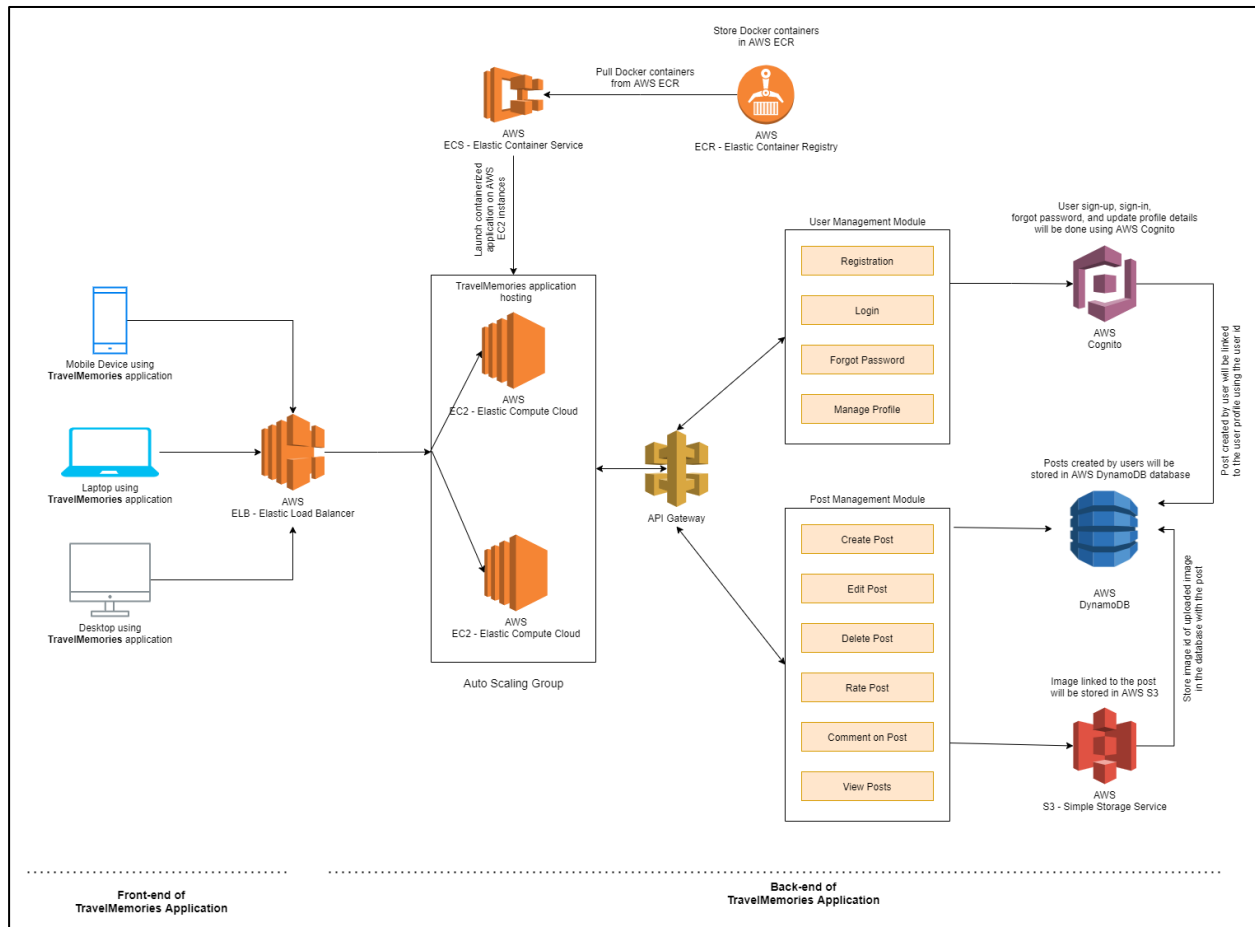 Store Docker containers
in AWS ECR
Pull Docker containers
from AWS ECR
AWS
ECS - Elastic Container Service
AWS
ECR - Elastic Container Registry
Launch containerized
application on AWS
EC2 instances
User Management Module
Registration
Login
Forgot Password
Manage Profile
User sign-up, sign-in,
forgot password, and update profile details
will be done using AWS Cognito
AWS
Cognito
Post created by user will be linked
to the user profile using the user id
TravelMemories application
hosting
AWS
EC2 - Elastic Compute Cloud
AWS
EC2 - Elastic Compute Cloud
Auto Scaling Group
Mobile Device using
TravelMemories application
Laptop using
TravelMemories application
Desktop using
TravelMemories application
AWS
ELB - Elastic Load Balancer
API Gateway
Post Management Module
Create Post
Edit Post
Delete Post
Rate Post
Comment on Post
View Posts
Posts created by users will be
stored in AWS DynamoDB database
AWS
DynamoDB
Store image id of uploaded image
in the database with the post
Image linked to the post
will be stored in AWS S3
AWS
S3 - Simple Storage Service
Front-end of
TravelMemories Application
Back-end of
TravelMemories Application